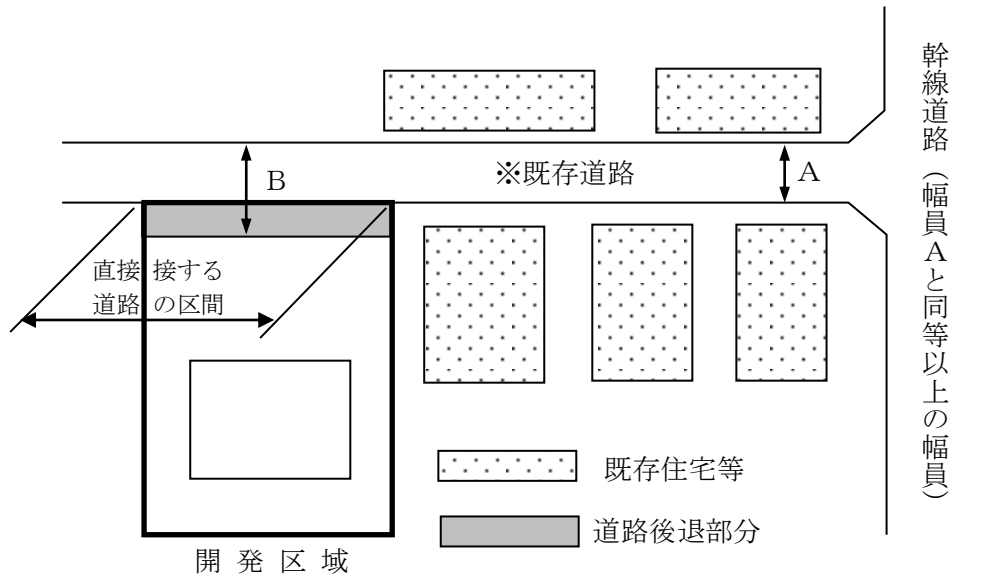 ※既存道路
A
B
直接接する
道路の区間
既存住宅等
道路後退部分
開発区域
幹線道路（幅員Aと同等以上の幅員）